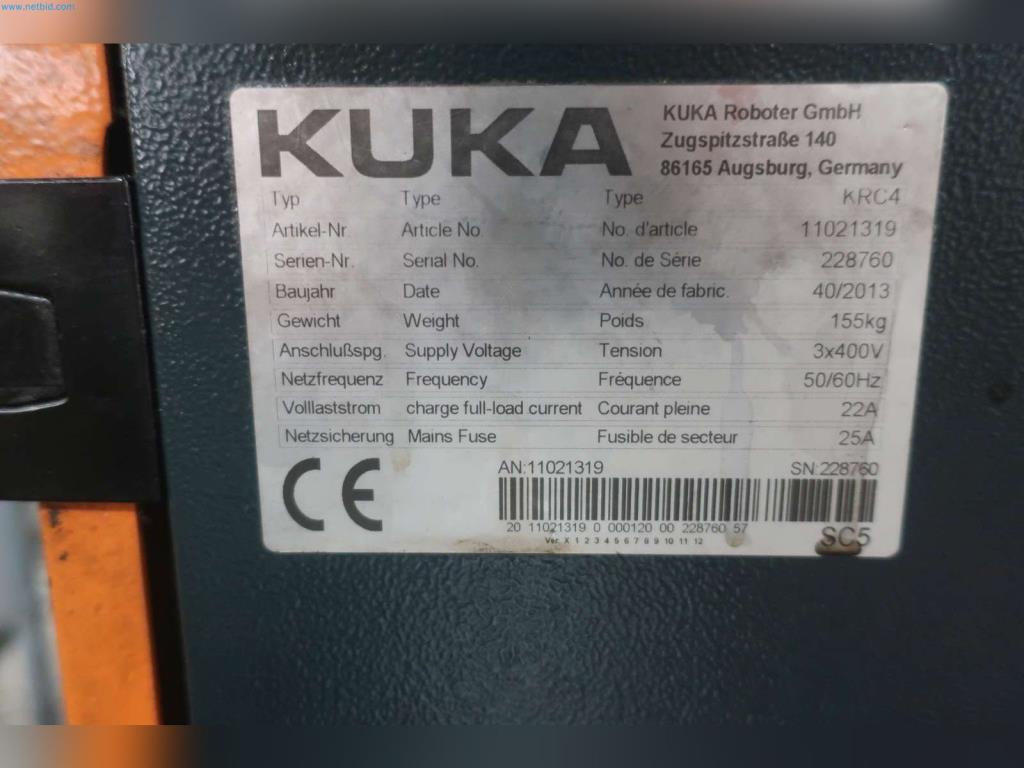 www.netbid.com
KUKA
KUKA Roboter GmbH
Zugspitzstraße 140
86165 Augsburg, Germany
Typ Type Type KRC4
Artikel-Nr Article No No. d'article 11021319
Serien-Nr. Serial No. No. de Série 228760
Baujahr Date Année de fabric. 40/2013
Gewicht Weight Poids 155kg
Anschlußspg. Supply Voltage Tension 3x400V
Netzfrequenz Frequency Fréquence 50/60Hz
Volllaststrom charge full-load current Courant pleine 22A
Netzsicherung Mains Fuse Fusible de secteur 25A
CE
AN:11021319 SN:228760
20 11021319 0 000120 00 228760 57
Ver. X 1 2 3 4 5 6 7 8 9 10 11 12
SC5